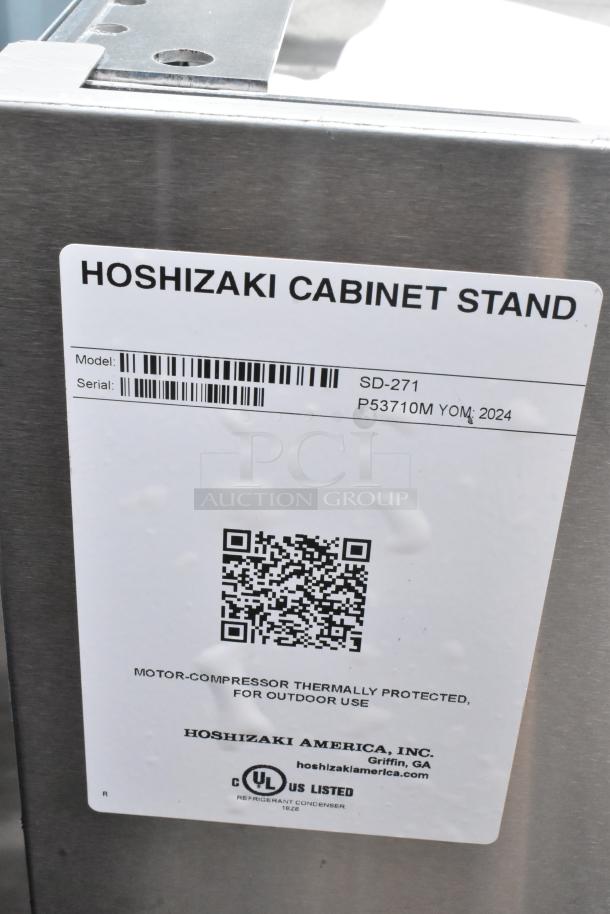 HOSHIZAKI CABINET STAND
Model: SD-271
Serial: P53710M YOM: 2024
PCi
AUCTION GROUP
MOTOR-COMPRESSOR THERMALLY PROTECTED,
FOR OUTDOOR USE
HOSHIZAKI AMERICA, INC.
Griffin, GA
hoshizakiamerica.com
C UL US LISTED
REFRIGERANT CONDENSER
R